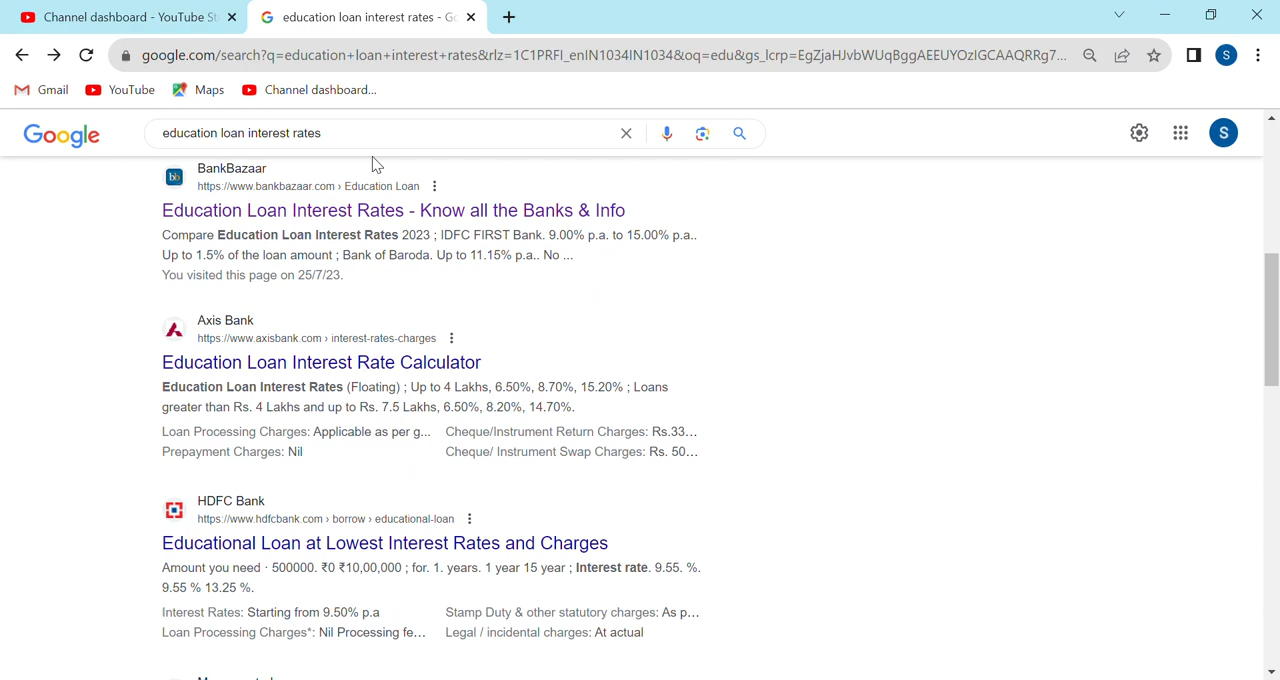 Channel dashboard - YouTube St
education loan interest rates - Go
google.com/search?q=education+loan+interest+rates&rlz=1C1PRFI_enIN1034IN1034&oq=edu&gs_lcrp=EgZjaHJvbWUqBggAEEUYOzIGCAAQRRg7...
S
Gmail
YouTube
Maps
Channel dashboard...
Google
education loan interest rates
S
bb
BankBazaar
https://www.bankbazaar.com › Education Loan
Education Loan Interest Rates - Know all the Banks & Info
Compare Education Loan Interest Rates 2023 ; IDFC FIRST Bank. 9.00% p.a. to 15.00% p.a..
Up to 1.5% of the loan amount ; Bank of Baroda. Up to 11.15% p.a.. No ...
You visited this page on 25/7/23.
Axis Bank
https://www.axisbank.com › interest-rates-charges
Education Loan Interest Rate Calculator
Education Loan Interest Rates (Floating) ; Up to 4 Lakhs, 6.50%, 8.70%, 15.20% ; Loans
greater than Rs. 4 Lakhs and up to Rs. 7.5 Lakhs, 6.50%, 8.20%, 14.70%.
Loan Processing Charges: Applicable as per g... Cheque/Instrument Return Charges: Rs.33...
Prepayment Charges: Nil Cheque/ Instrument Swap Charges: Rs. 50...
HDFC Bank
https://www.hdfcbank.com › borrow › educational-loan
Educational Loan at Lowest Interest Rates and Charges
Amount you need · 500000. ₹0 ₹10,00,000 ; for. 1. years. 1 year 15 year ; Interest rate. 9.55. %.
9.55 % 13.25 %.
Interest Rates: Starting from 9.50% p.a Stamp Duty & other statutory charges: As p...
Loan Processing Charges*: Nil Processing fe... Legal / incidental charges: At actual